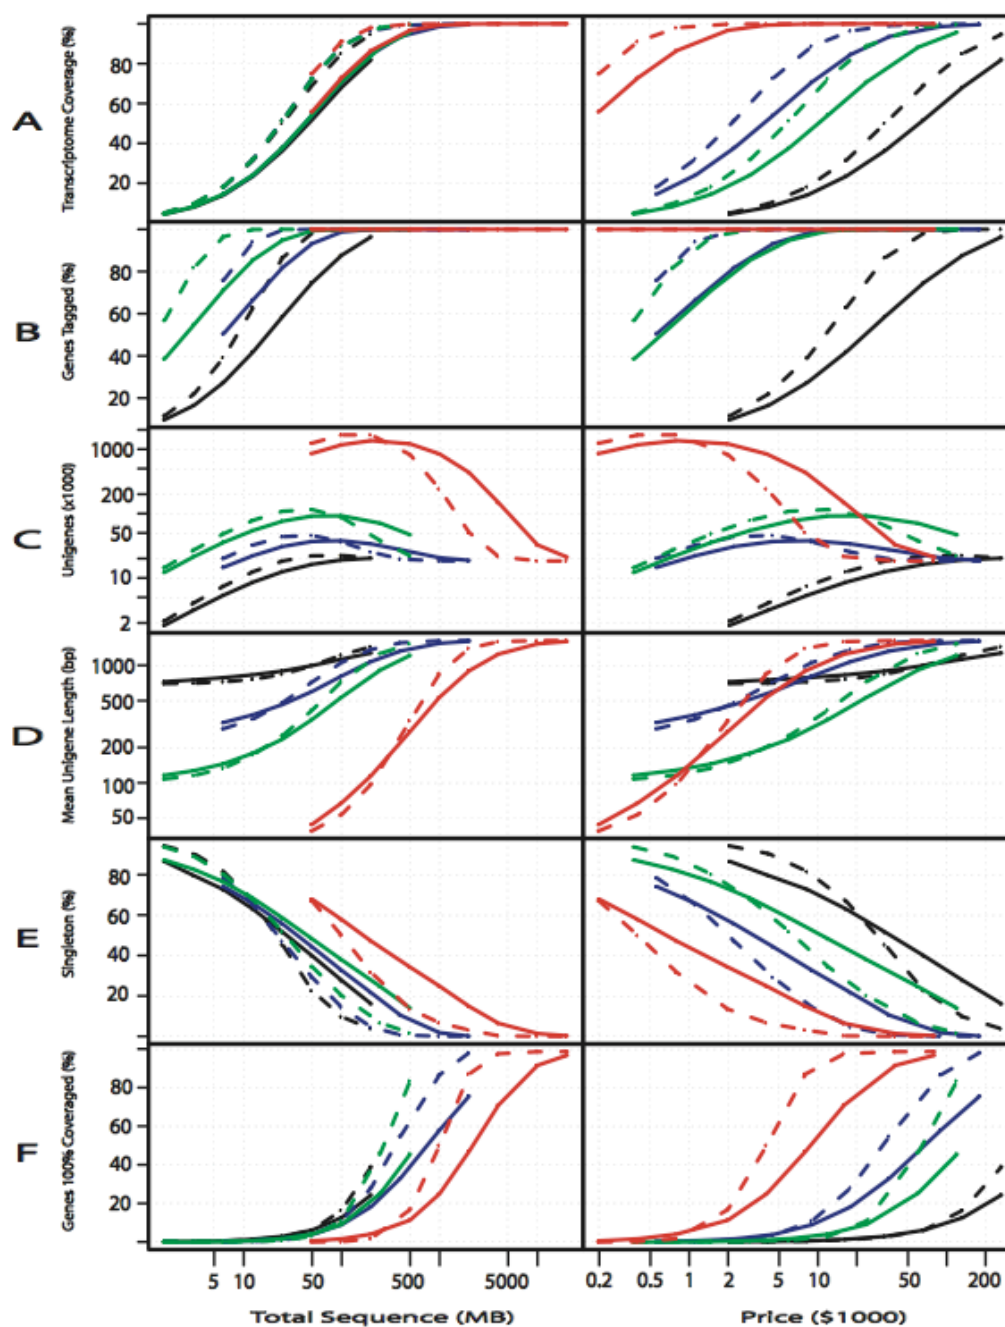 A
Transcriptome Coverage (%)
80
60
40
20
B
Genes Tagged (%)
80
60
40
20
C
Unigenes (x1000)
1000
200
50
10
2
D
Mean Unigene Length (bp)
1000
500
200
100
50
E
Singleton (%)
80
60
40
20
F
Genes 100% Coveraged (%)
80
60
40
20
5 10 50 500 5000
0.2 0.5 1 2 5 10 50 200
Total Sequence (MB)
Price ($1000)